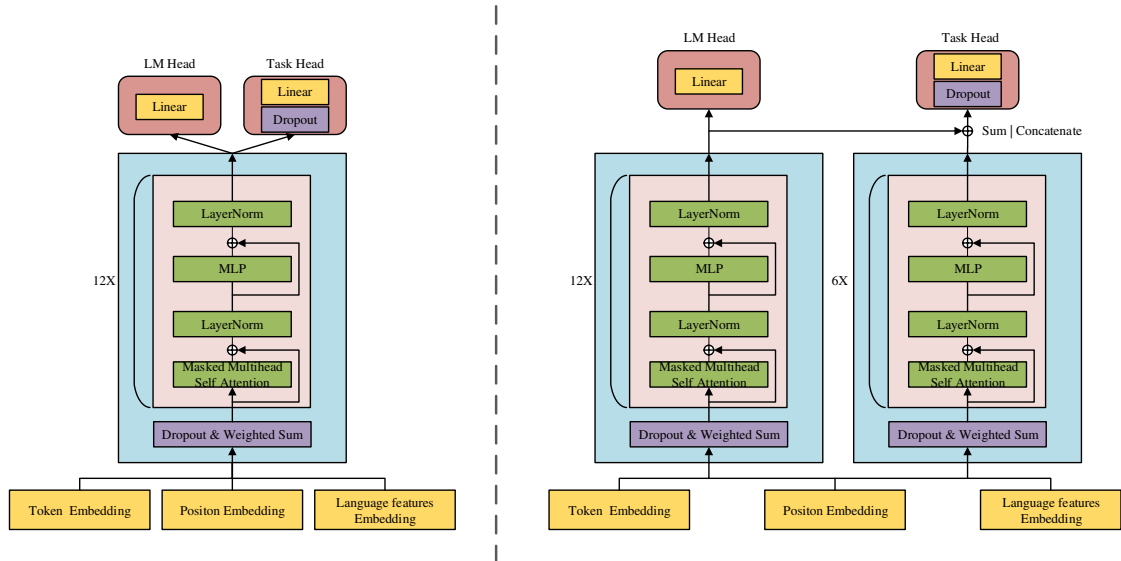 LM Head
Task Head
Linear
Linear
Dropout
LayerNorm
MLP
12X
LayerNorm
Masked Multihead
Self Attention
Dropout & Weighted Sum
Token Embedding
Positon Embedding
Language features
Embedding
LM Head
Task Head
Linear
Linear
Dropout
Sum | Concatenate
LayerNorm
MLP
12X
LayerNorm
Masked Multihead
Self Attention
Dropout & Weighted Sum
LayerNorm
MLP
6X
LayerNorm
Masked Multihead
Self Attention
Dropout & Weighted Sum
Token Embedding
Positon Embedding
Language features
Embedding